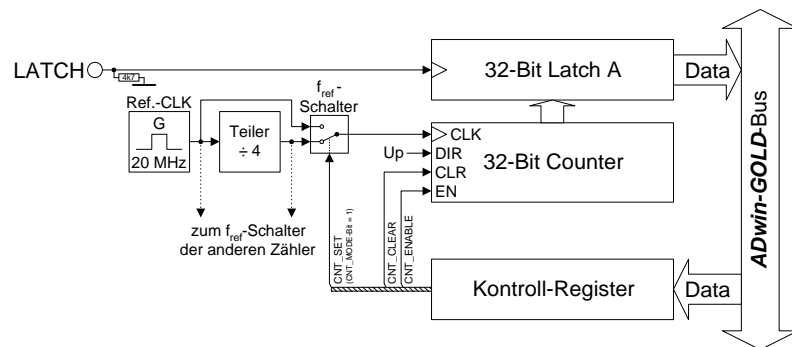 LATCH
4k7
32-Bit Latch A
Data
f_ref-
Schalter
Ref.-CLK
G
20 MHz
Teiler
÷ 4
CLK
Up
DIR
CLR
EN
32-Bit Counter
zum f_ref-Schalter
der anderen Zähler
CNT_SET
(CNT_MODE-Bit = 1)
CNT_CLEAR
CNT_ENABLE
Kontroll-Register
Data
ADwin-GOLD-Bus